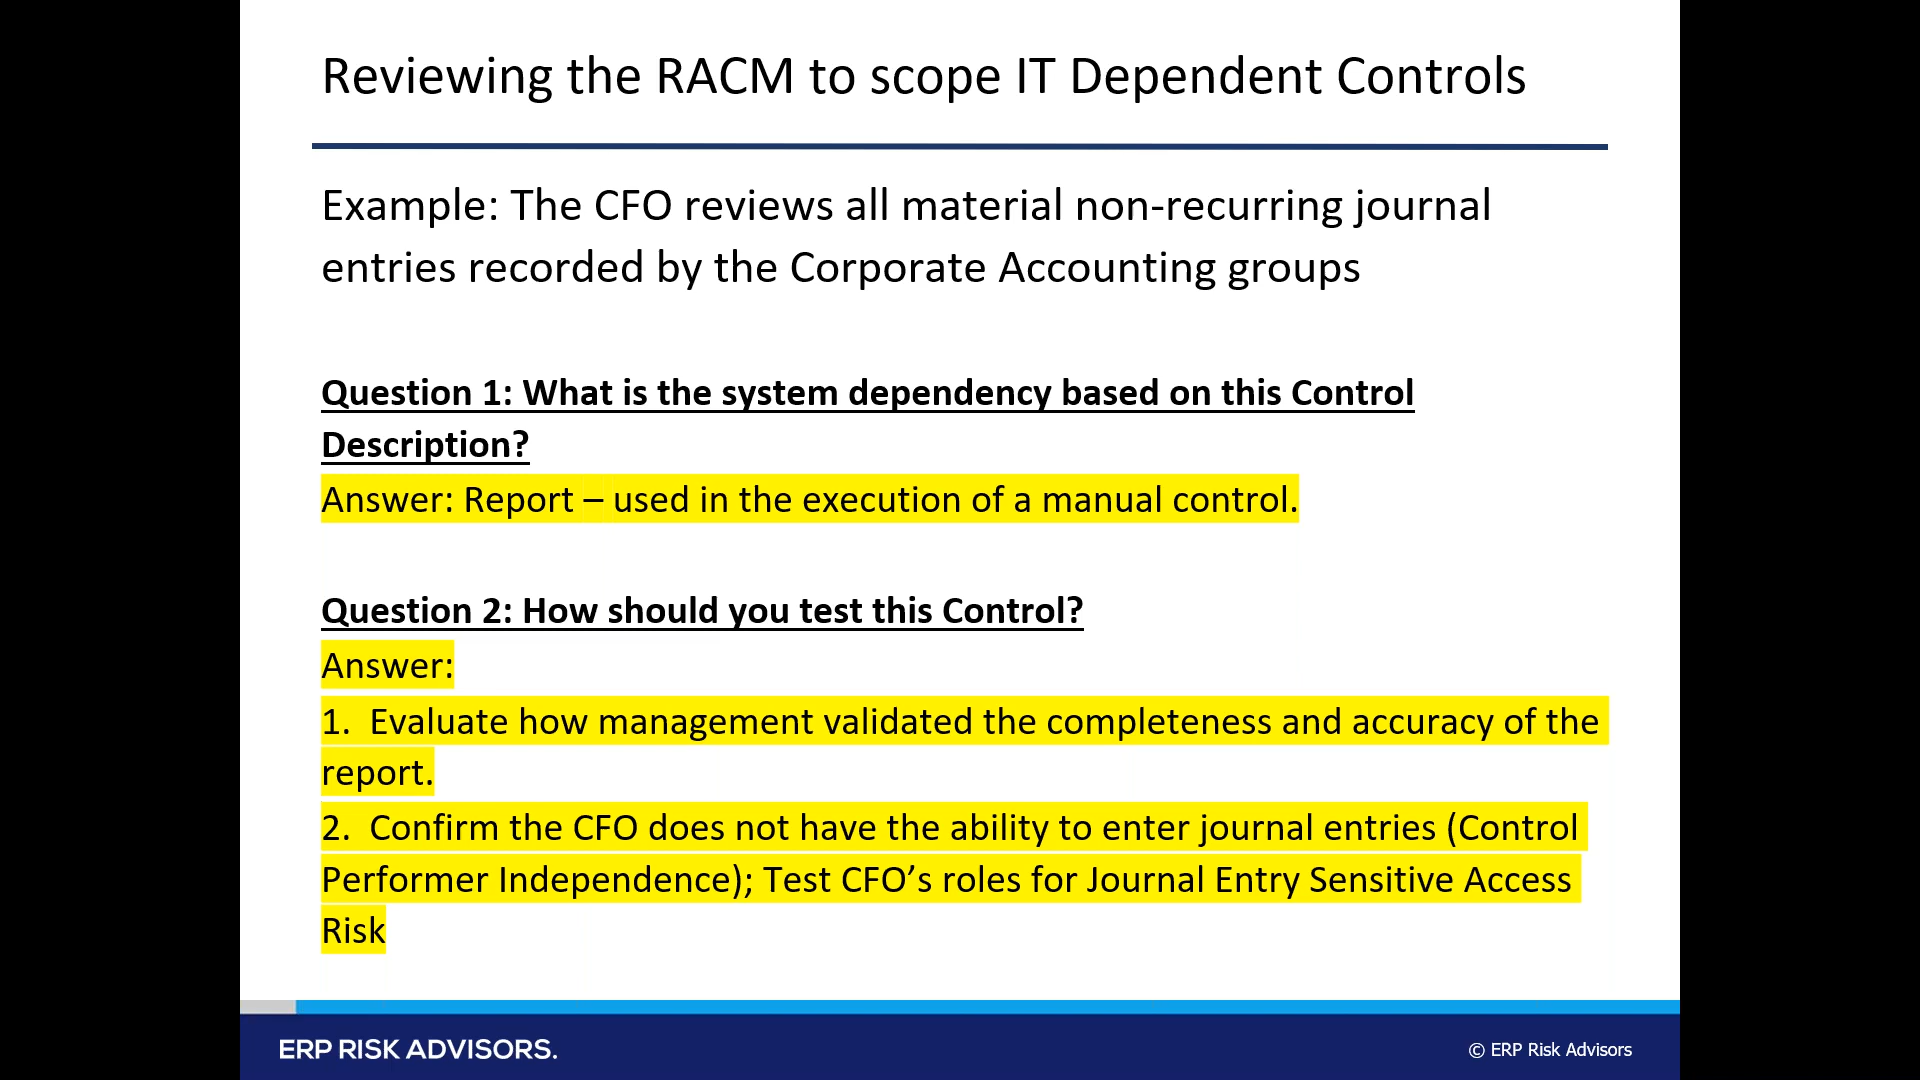 Reviewing the RACM to scope IT Dependent Controls
Example: The CFO reviews all material non-recurring journal
entries recorded by the Corporate Accounting groups
Question 1: What is the system dependency based on this Control
Description?
Answer: Report – used in the execution of a manual control.
Question 2: How should you test this Control?
Answer:
1. Evaluate how management validated the completeness and accuracy of the
report.
2. Confirm the CFO does not have the ability to enter journal entries (Control
Performer Independence); Test CFO’s roles for Journal Entry Sensitive Access
Risk
ERP RISK ADVISORS.
© ERP Risk Advisors